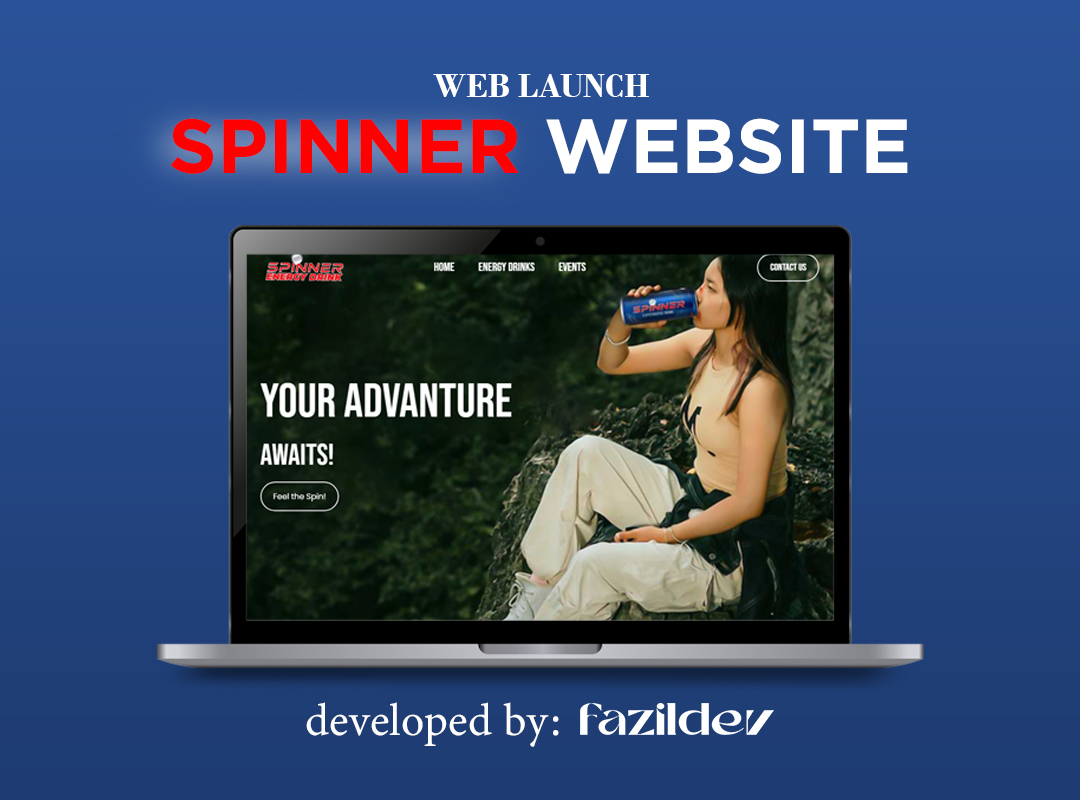 WEB LAUNCH
SPINNER WEBSITE
SPINNER
ENERGY DRINK
HOME ENERGY DRINKS EVENTS CONTACT US
SPINNER
YOUR ADVANTURE
AWAITS!
Feel the Spin!
developed by: fazildev